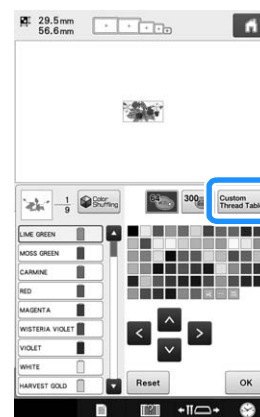 29.5mm
56.6mm
1
9
Color
Shuffling
64
300
Custom
Thread Table
LIME GREEN
MOSS GREEN
CARMINE
RED
MAGENTA
WISTERIA VIOLET
VIOLET
WHITE
HARVEST GOLD
Reset
OK